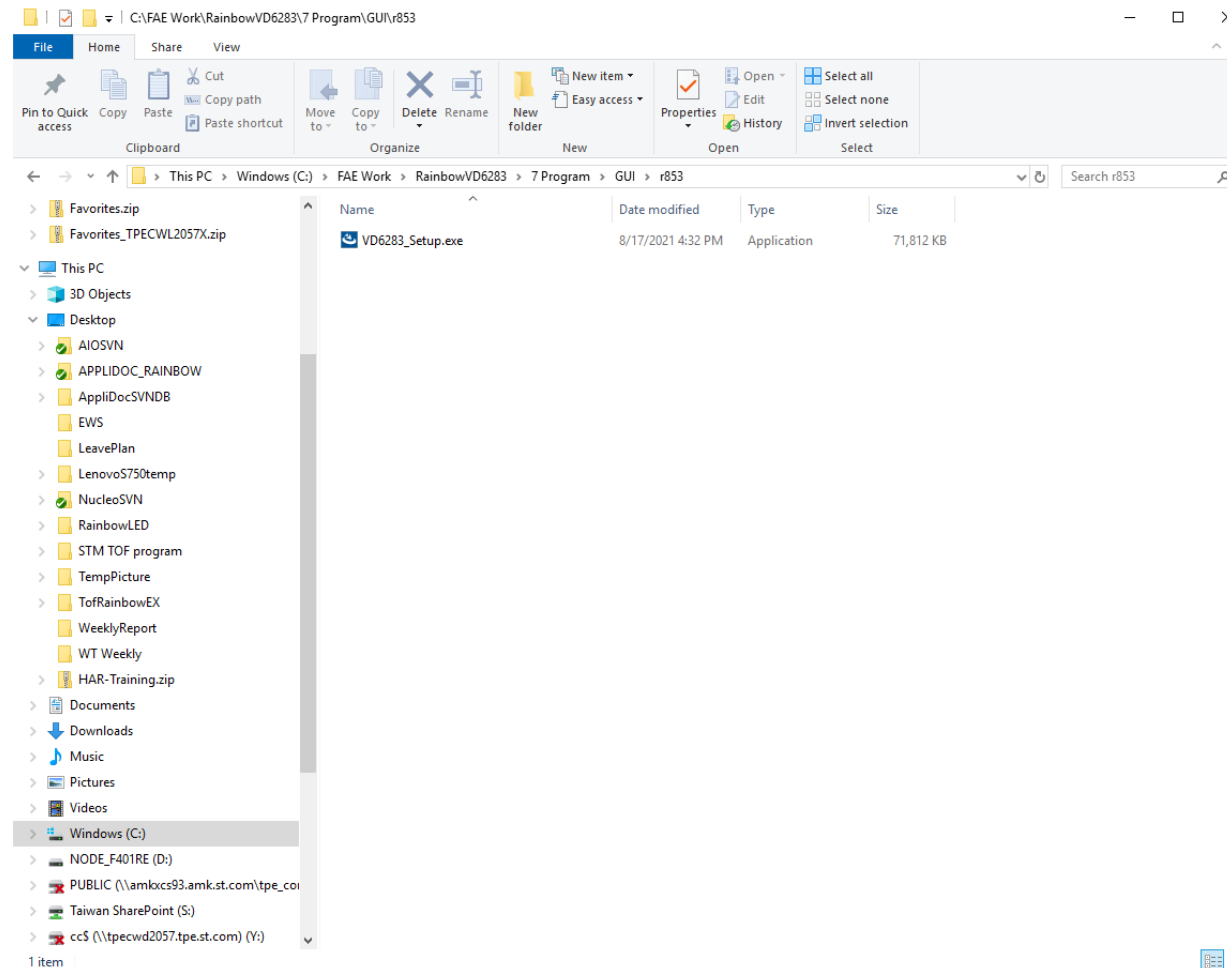 C:\FAE Work\RainbowVD6283\7 Program\GUI\r853
File Home Share View
Pin to Quick access
Copy
Paste
Cut
Copy path
Paste shortcut
Move to
Copy to
Delete
Rename
New folder
New item
Easy access
Properties
Open
Edit
History
Select all
Select none
Invert selection
Clipboard Organize New Open Select
This PC > Windows (C:) > FAE Work > RainbowVD6283 > 7 Program > GUI > r853
Search r853
Name Date modified Type Size
VD6283_Setup.exe 8/17/2021 4:32 PM Application 71,812 KB
Favorites.zip
Favorites_TPECWL2057X.zip
This PC
3D Objects
Desktop
AIOSVN
APPLIDOC_RAINBOW
AppliDocSVNDB
EWS
LeavePlan
LenovoS750temp
NucleoSVN
RainbowLED
STM TOF program
TempPicture
TofRainbowEX
WeeklyReport
WT Weekly
HAR-Training.zip
Documents
Downloads
Music
Pictures
Videos
Windows (C:)
NODE_F401RE (D:)
PUBLIC (\\amkxcs93.amk.st.com\tpe_co
Taiwan SharePoint (S:)
cc$ (\\tpecwd2057.tpe.st.com) (Y:)
1 item